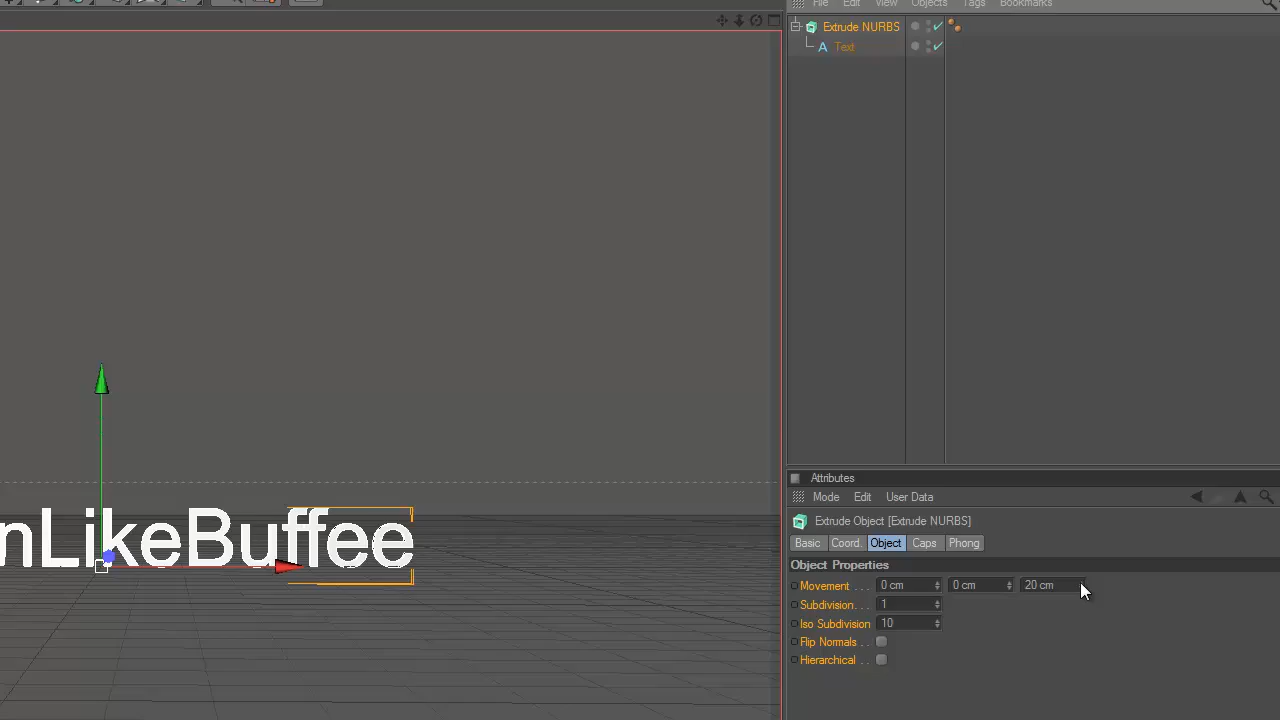 File Edit View Objects Tags Bookmarks
Extrude NURBS
Text
nLikeBuffee
Attributes
Mode Edit User Data
Extrude Object [Extrude NURBS]
Basic Coord. Object Caps Phong
Object Properties
Movement . . . 0 cm 0 cm 20 cm
Subdivision. . . 1
Iso Subdivision 10
Flip Normals . .
Hierarchical . .